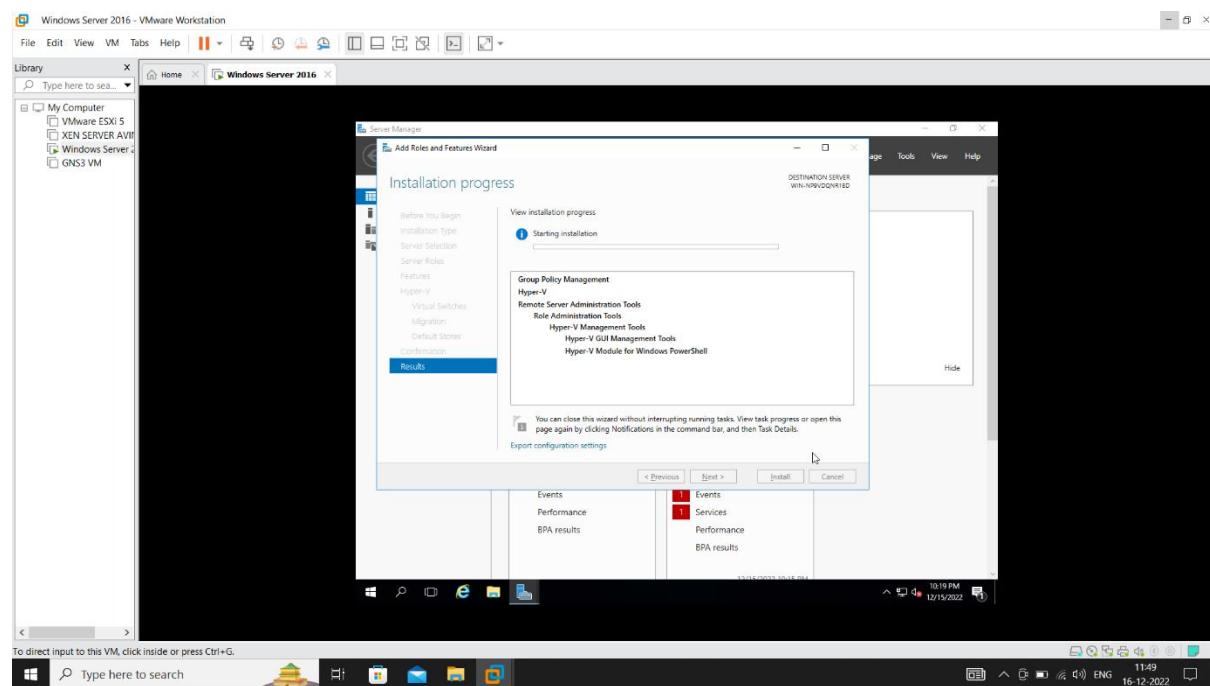 Windows Server 2016 - VMware Workstation
File Edit View VM Tabs Help
Library X
Type here to sea...
Home
Windows Server 2016
My Computer
VMware ESXi 5
XEN SERVER AVIN
Windows Server 2
GNS3 VM
Server Manager
Tools View Help
Add Roles and Features Wizard
Installation progress
DESTINATION SERVER
Before You Begin
Installation Type
Server Selection
Server Roles
Features
Hyper-V
Virtual Switches
Migration
Default Stores
Confirmation
Results
View installation progress
Starting installation
Group Policy Management
Hyper-V
Remote Server Administration Tools
Role Administration Tools
Hyper-V Management Tools
Hyper-V GUI Management Tools
Hyper-V Module for Windows PowerShell
You can close this wizard without interrupting running tasks. View task progress or open this
page again by clicking Notifications in the command bar, and then Task Details.
Export configuration settings
< Previous Next > Install Cancel
Hide
Events
Performance
BPA results
1 Events
1 Services
Performance
BPA results
10:19 PM
12/15/2022
To direct input to this VM, click inside or press Ctrl+G.
Type here to search
ENG
11:49
16-12-2022